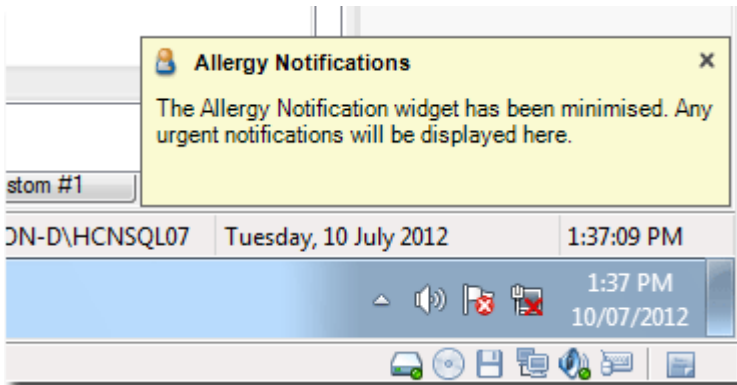 Allergy Notifications
The Allergy Notification widget has been minimised. Any
urgent notifications will be displayed here.
stom #1
ON-D\HCNSQL07 Tuesday, 10 July 2012 1:37:09 PM
1:37 PM
10/07/2012